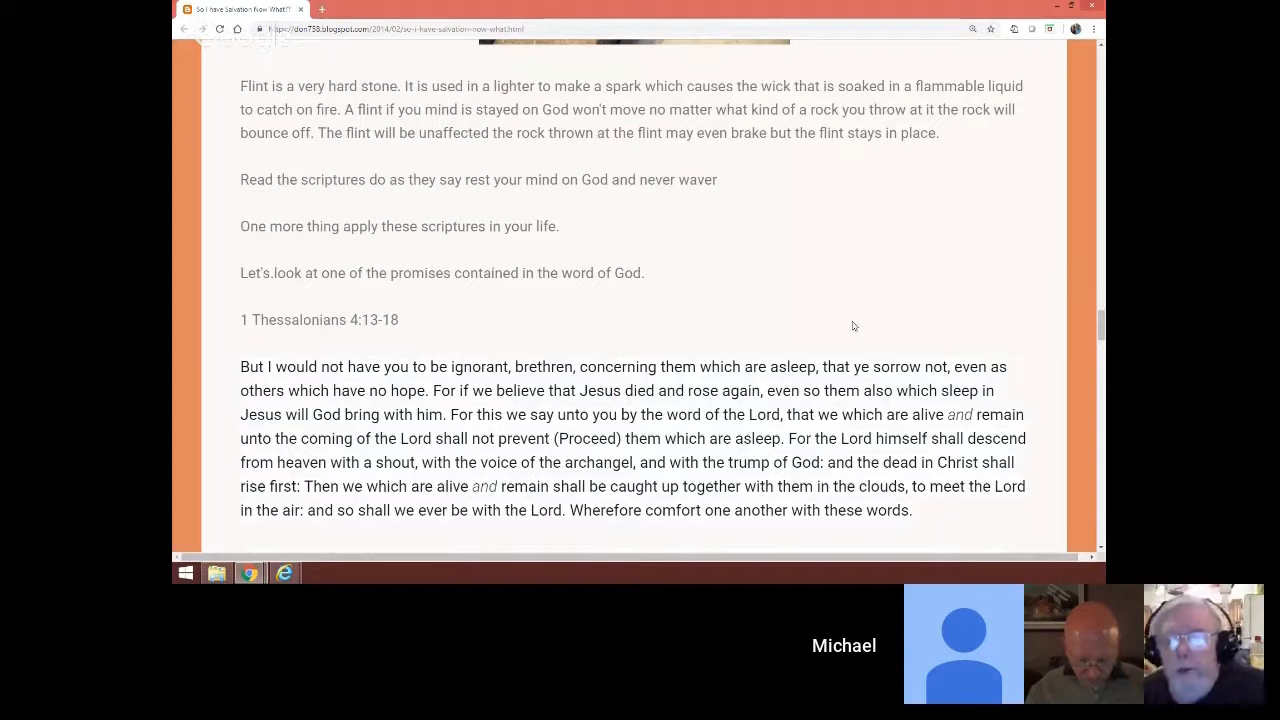 So I have Salvation Now What??
https://don758.blogspot.com/2014/02/so-i-have-salvation-now-what.html
Flint is a very hard stone. It is used in a lighter to make a spark which causes the wick that is soaked in a flammable liquid
to catch on fire. A flint if you mind is stayed on God won't move no matter what kind of a rock you throw at it the rock will
bounce off. The flint will be unaffected the rock thrown at the flint may even brake but the flint stays in place.
Read the scriptures do as they say rest your mind on God and never waver
One more thing apply these scriptures in your life.
Let's.look at one of the promises contained in the word of God.
1 Thessalonians 4:13-18
But I would not have you to be ignorant, brethren, concerning them which are asleep, that ye sorrow not, even as
others which have no hope. For if we believe that Jesus died and rose again, even so them also which sleep in
Jesus will God bring with him. For this we say unto you by the word of the Lord, that we which are alive and remain
unto the coming of the Lord shall not prevent (Proceed) them which are asleep. For the Lord himself shall descend
from heaven with a shout, with the voice of the archangel, and with the trump of God: and the dead in Christ shall
rise first: Then we which are alive and remain shall be caught up together with them in the clouds, to meet the Lord
in the air: and so shall we ever be with the Lord. Wherefore comfort one another with these words.
Michael